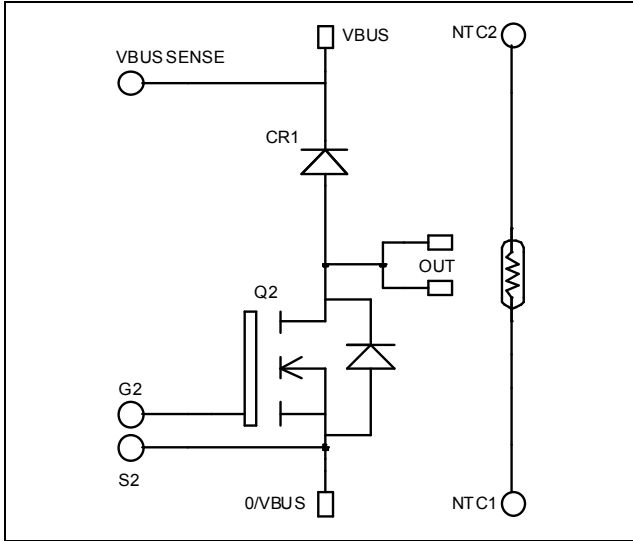 VBUS
NTC2
VBUS SENSE
CR1
OUT
Q2
G2
S2
0/VBUS
NTC1